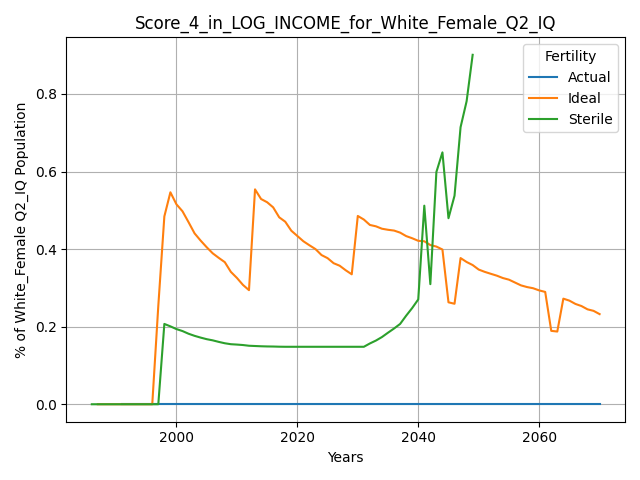 Score_4_in_LOG_INCOME_for_White_Female_Q2_IQ
% of White_Female Q2_IQ Population
0.8
0.6
0.4
0.2
0.0
Fertility
Actual
Ideal
Sterile
2000
2020
2040
2060
Years